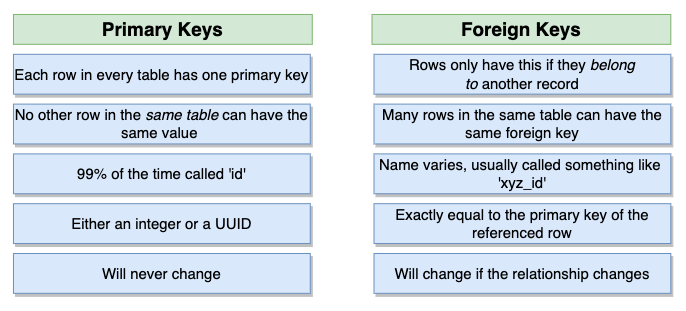 Primary Keys
Each row in every table has one primary key
No other row in the same table can have the
same value
99% of the time called 'id'
Either an integer or a UUID
Will never change
Foreign Keys
Rows only have this if they belong
to another record
Many rows in the same table can have the
same foreign key
Name varies, usually called something like
'xyz_id'
Exactly equal to the primary key of the
referenced row
Will change if the relationship changes